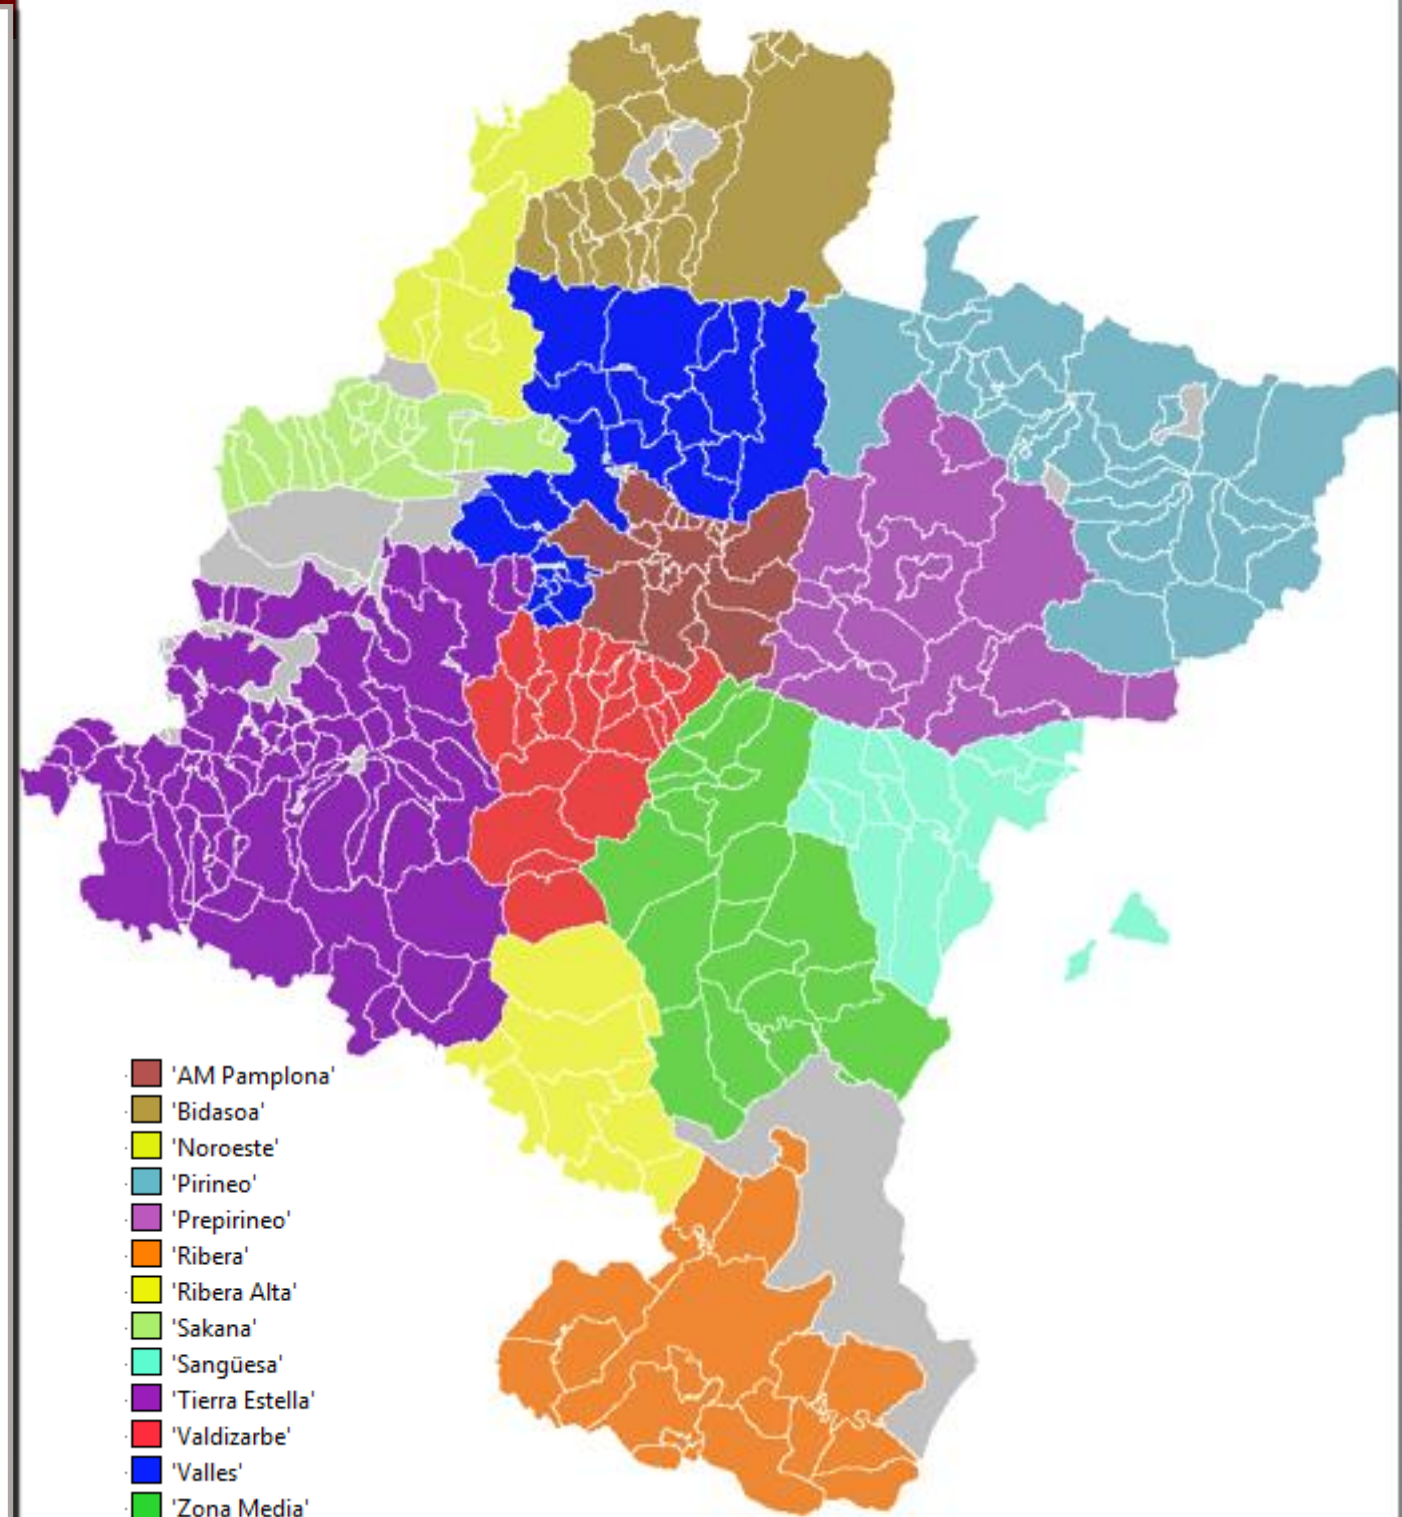 'AM Pamplona'
'Bidasoa'
'Noroeste'
'Pirineo'
'Prepirineo'
'Ribera'
'Ribera Alta'
'Sakana'
'Sangüesa'
'Tierra Estella'
'Valdizarbe'
'Valles'
'Zona Media'